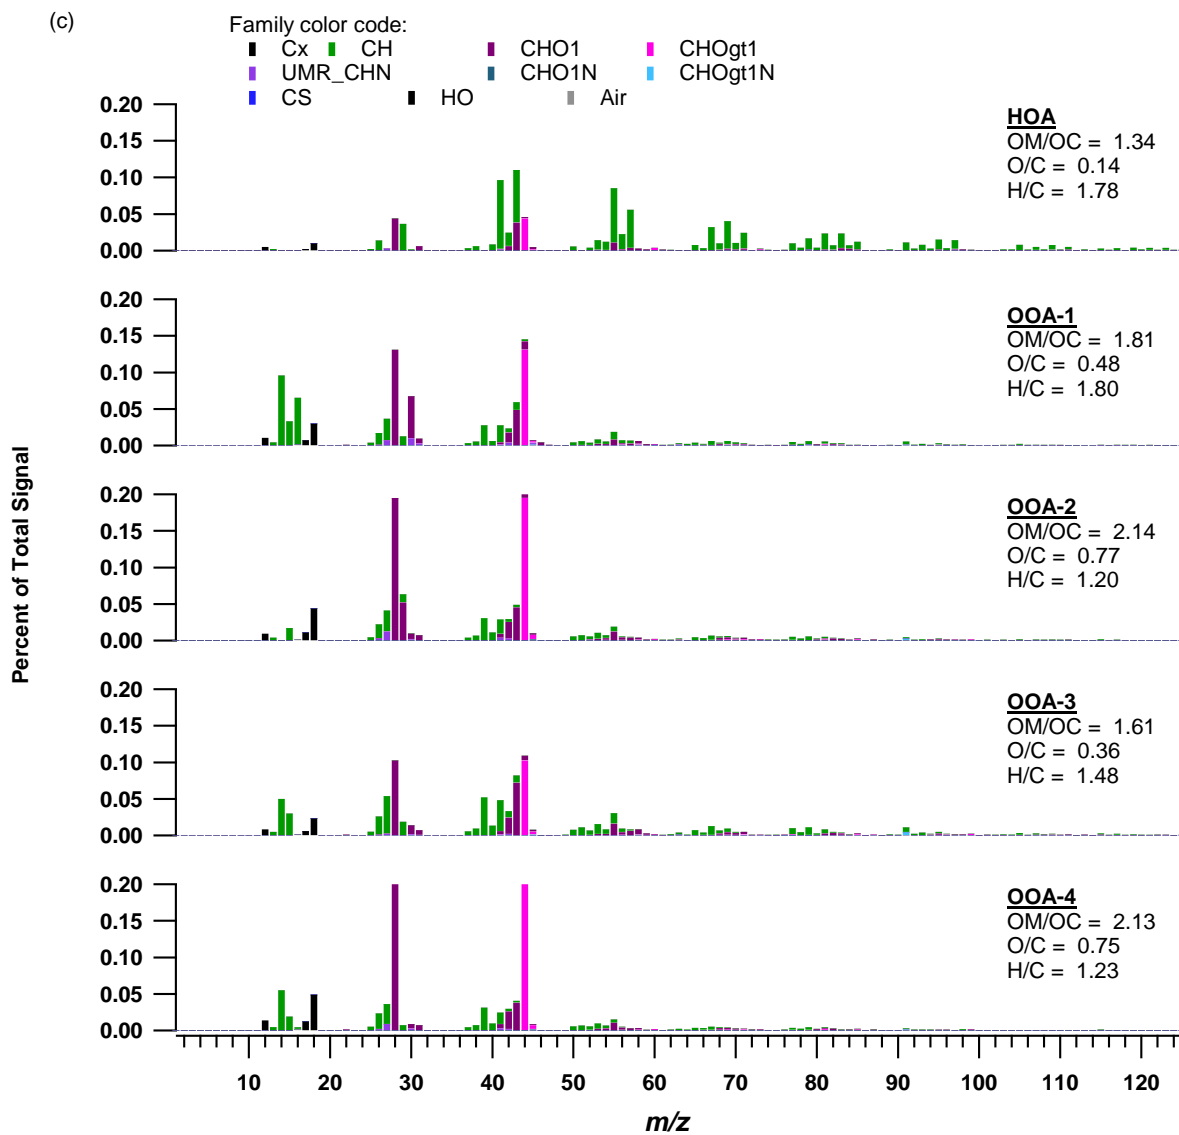 (c)
Family color code:
Cx CH CHO1 CHOgt1
UMR_CHN CHO1N CHOgt1N
CS HO Air
Percent of Total Signal
0.20
0.15
0.10
0.05
0.00
HOA
OM/OC = 1.34
O/C = 0.14
H/C = 1.78
0.20
0.15
0.10
0.05
0.00
OOA-1
OM/OC = 1.81
O/C = 0.48
H/C = 1.80
0.20
0.15
0.10
0.05
0.00
OOA-2
OM/OC = 2.14
O/C = 0.77
H/C = 1.20
0.20
0.15
0.10
0.05
0.00
OOA-3
OM/OC = 1.61
O/C = 0.36
H/C = 1.48
0.20
0.15
0.10
0.05
0.00
OOA-4
OM/OC = 2.13
O/C = 0.75
H/C = 1.23
10 20 30 40 50 60 70 80 90 100 110 120
m/z